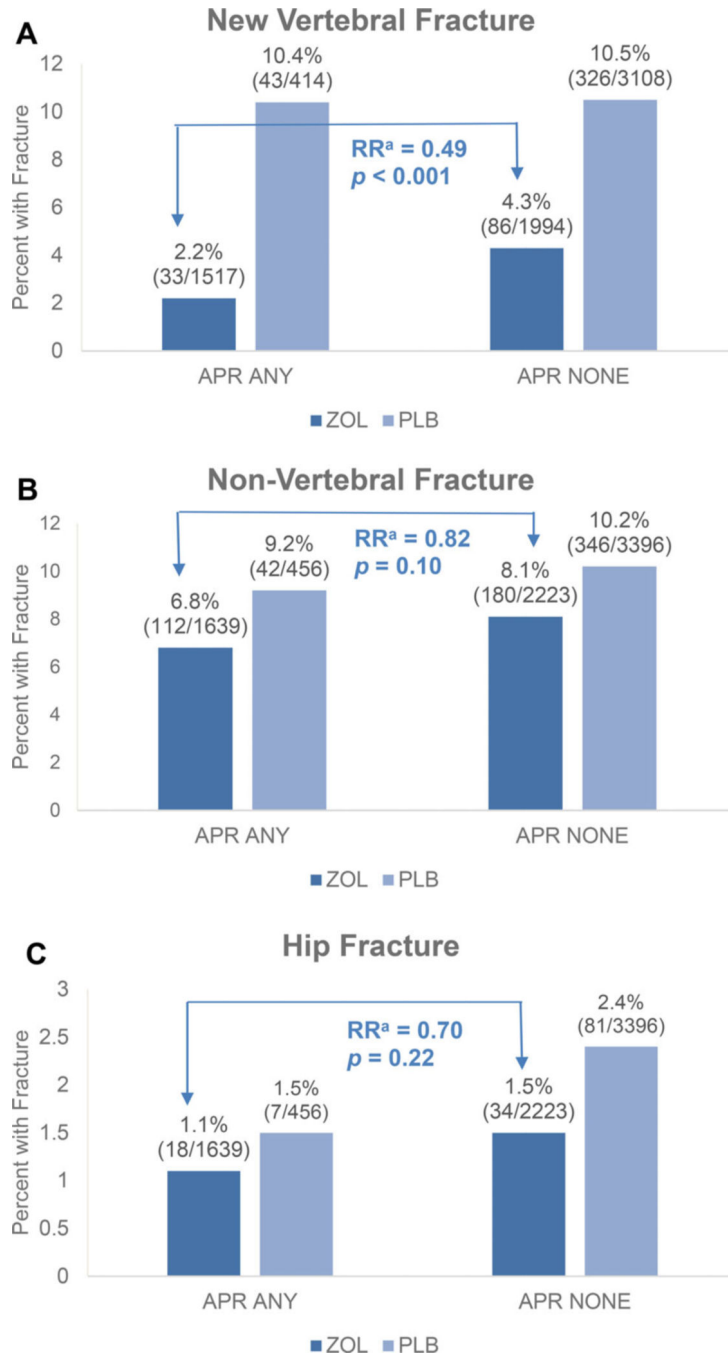 A
New Vertebral Fracture
Percent with Fracture
12
10
8
6
4
2
0
10.4%
(43/414)
10.5%
(326/3108)
RRᵃ = 0.49
p < 0.001
4.3%
(86/1994)
2.2%
(33/1517)
APR ANY
APR NONE
ZOL PLB
B
Non-Vertebral Fracture
Percent with Fracture
12
10
8
6
4
2
0
10.2%
(346/3396)
RRᵃ = 0.82
p = 0.10
9.2%
(42/456)
8.1%
(180/2223)
6.8%
(112/1639)
APR ANY
APR NONE
ZOL PLB
C
Hip Fracture
Percent with Fracture
3
2.5
2
1.5
1
0.5
0
2.4%
(81/3396)
RRᵃ = 0.70
p = 0.22
1.5%
(7/456)
1.5%
(34/2223)
1.1%
(18/1639)
APR ANY
APR NONE
ZOL PLB